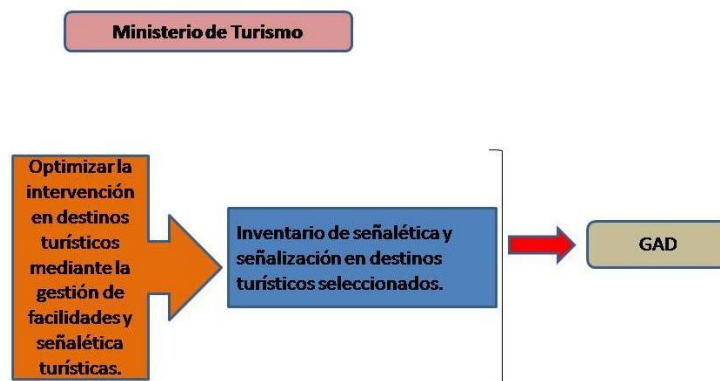 Ministerio de Turismo
Optimizar la
intervención
en destinos
turísticos
mediante la
gestión de
facilidades y
señalética
turísticas.
Inventario de señalética y
señalización en destinos
turísticos seleccionados.
GAD